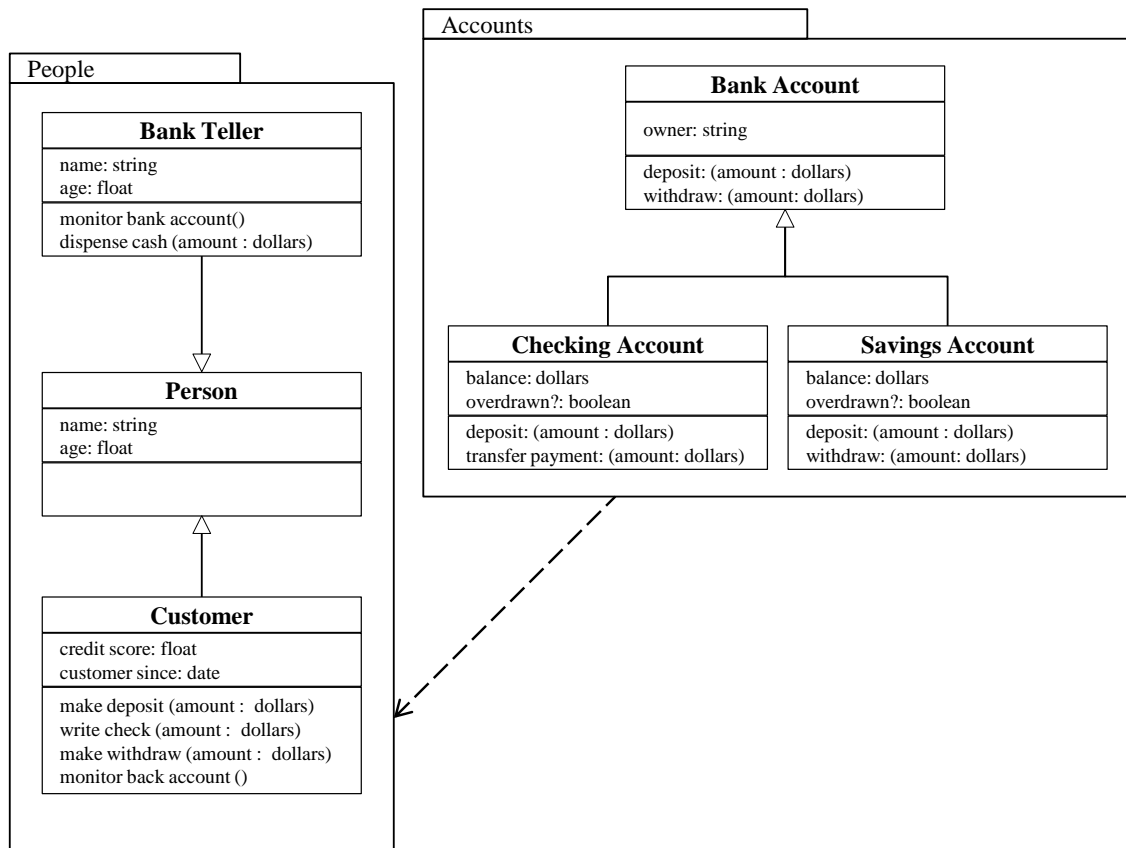 People
Bank Teller
name: string
age: float
monitor bank account()
dispense cash (amount : dollars)
Person
name: string
age: float
Customer
credit score: float
customer since: date
make deposit (amount :  dollars)
write check (amount :  dollars)
make withdraw (amount :  dollars)
monitor back account ()
Accounts
Bank Account
owner: string
deposit: (amount : dollars)
withdraw: (amount: dollars)
Checking Account
balance: dollars
overdrawn?: boolean
deposit: (amount : dollars)
transfer payment: (amount: dollars)
Savings Account
balance: dollars
overdrawn?: boolean
deposit: (amount : dollars)
withdraw: (amount: dollars)